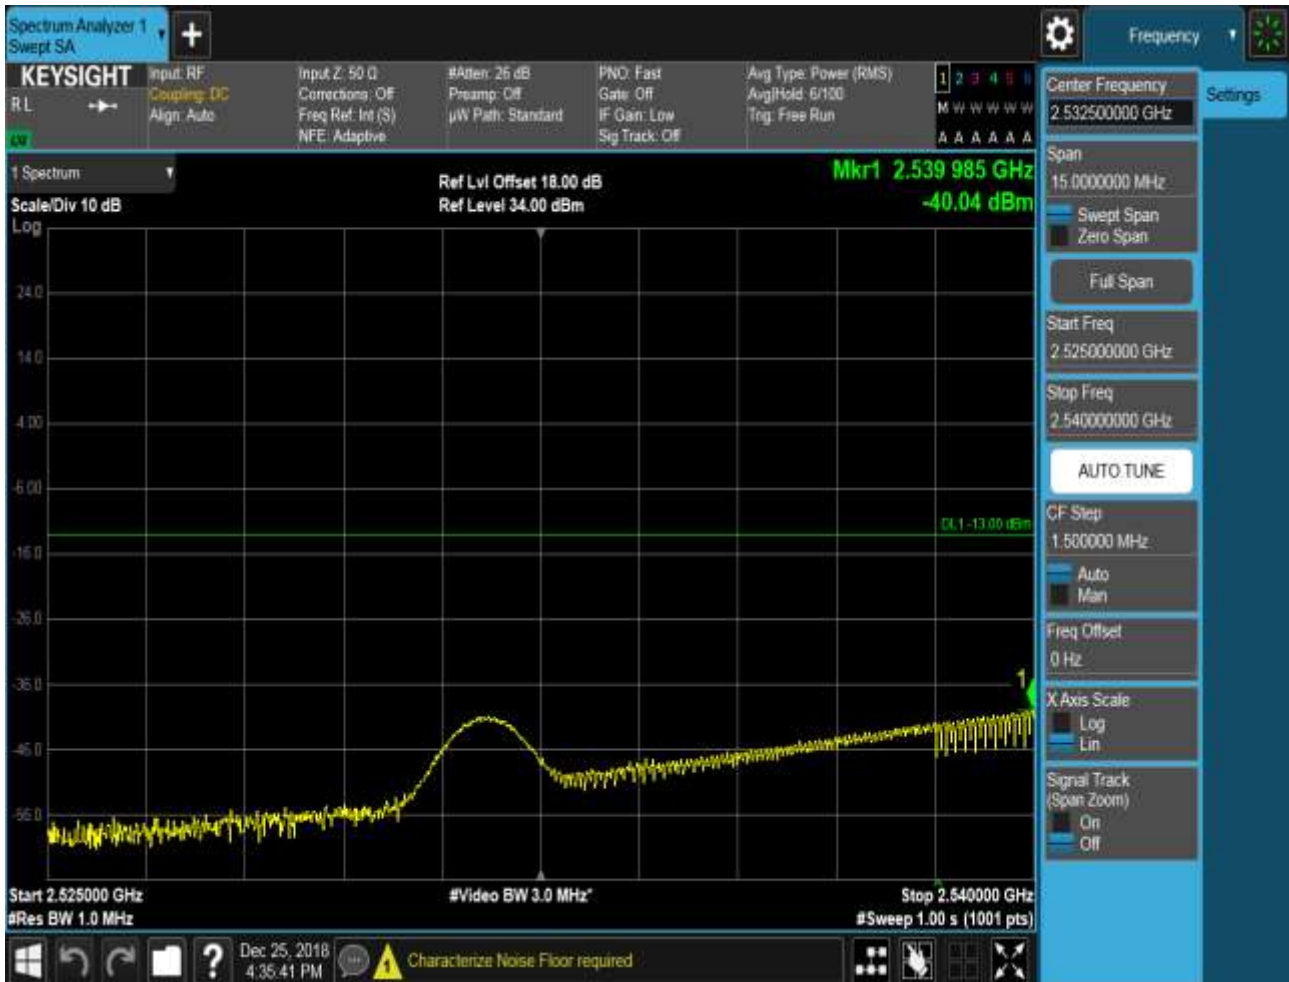 Spectrum Analyzer 1
Swept SA
+
Frequency
KEYSIGHT
RL
Input: RF
Coupling: DC
Align: Auto
Input Z: 50 Ω
Corrections: Off
Freq Ref: Int (S)
NFE: Adaptive
#Atten: 26 dB
Preamp: Off
µW Path: Standard
PNO: Fast
Gate: Off
IF Gain: Low
Sig Track: Off
Avg Type: Power (RMS)
Avg|Hold: 6/100
Trig: Free Run
1 2 3 4 5 6
M W W W W W
A A A A A A
Center Frequency
2.532500000 GHz
Settings
1 Spectrum
Scale/Div 10 dB
Log
Ref Lvl Offset 18.00 dB
Ref Level 34.00 dBm
Mkr1 2.539 985 GHz
-40.04 dBm
Span
15.0000000 MHz
Swept Span
Zero Span
Full Span
Start Freq
2.525000000 GHz
Stop Freq
2.540000000 GHz
AUTO TUNE
CF Step
1.500000 MHz
Auto
Man
Freq Offset
0 Hz
X Axis Scale
Log
Lin
Signal Track
(Span Zoom)
On
Off
24.0
14.0
4.00
-6.00
-16.0
-26.0
-36.0
-46.0
-56.0
DL1 -13.00 dBm
1
Start 2.525000 GHz
#Res BW 1.0 MHz
#Video BW 3.0 MHz*
Stop 2.540000 GHz
#Sweep 1.00 s (1001 pts)
?
Dec 25, 2018
4:35:41 PM
Characterize Noise Floor required